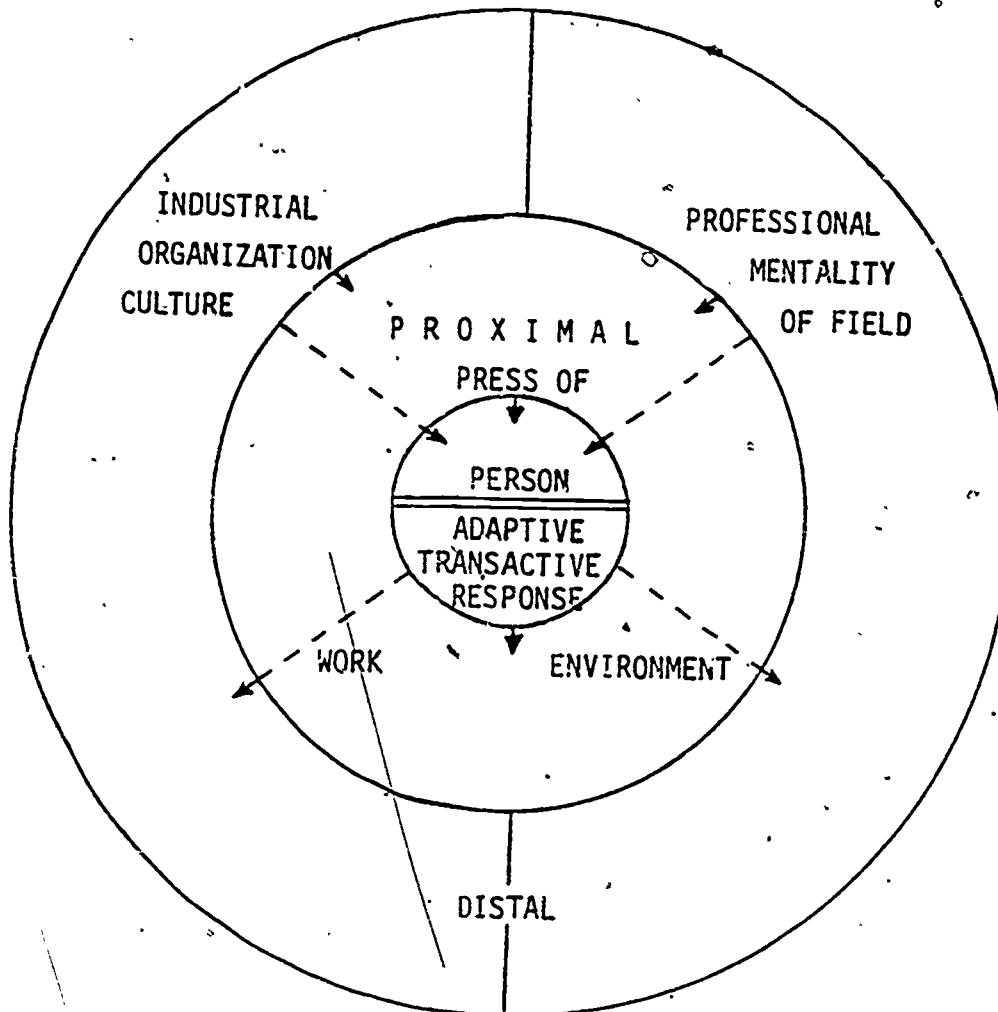 INDUSTRIAL
ORGANIZATION
CULTURE
PROFESSIONAL
MENTALITY
OF FIELD
PROXIMAL
PRESS OF
PERSON
ADAPTIVE
TRANSACTIVE
RESPONSE
WORK
ENVIRONMENT
DISTAL